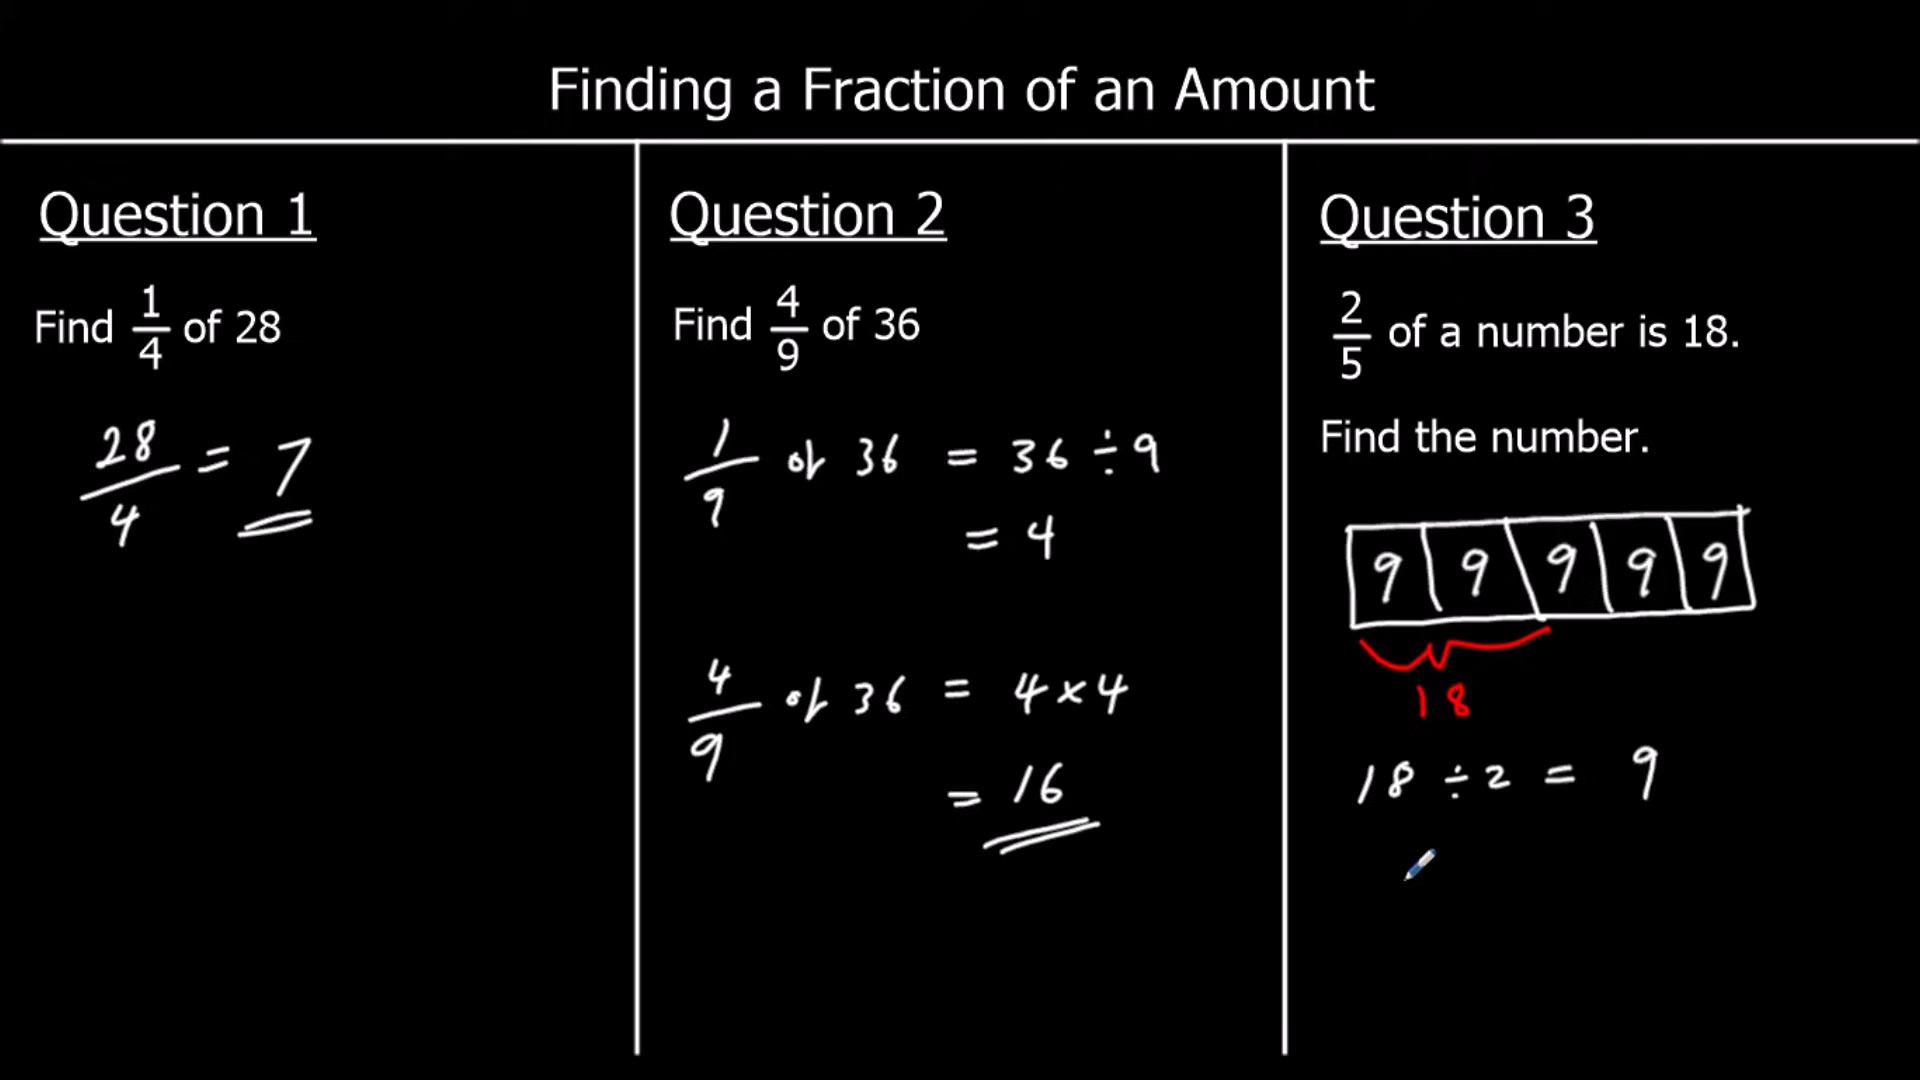 Finding a Fraction of an Amount
Question 1
Find 1/4 of 28
28/4 = 7
Question 2
Find 4/9 of 36
1/9 of 36 = 36 ÷ 9
= 4
4/9 of 36 = 4 × 4
= 16
Question 3
2/5 of a number is 18.
Find the number.
9 9 9 9 9
18
18 ÷ 2 = 9